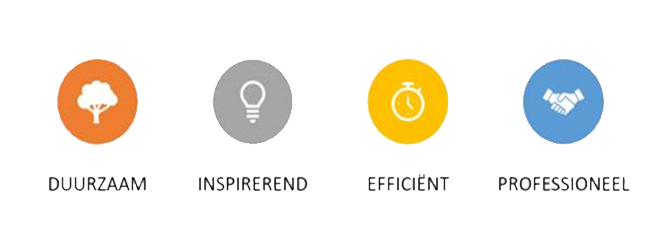 DUURZAAM INSPIREREND EFFICIËNT PROFESSIONEEL